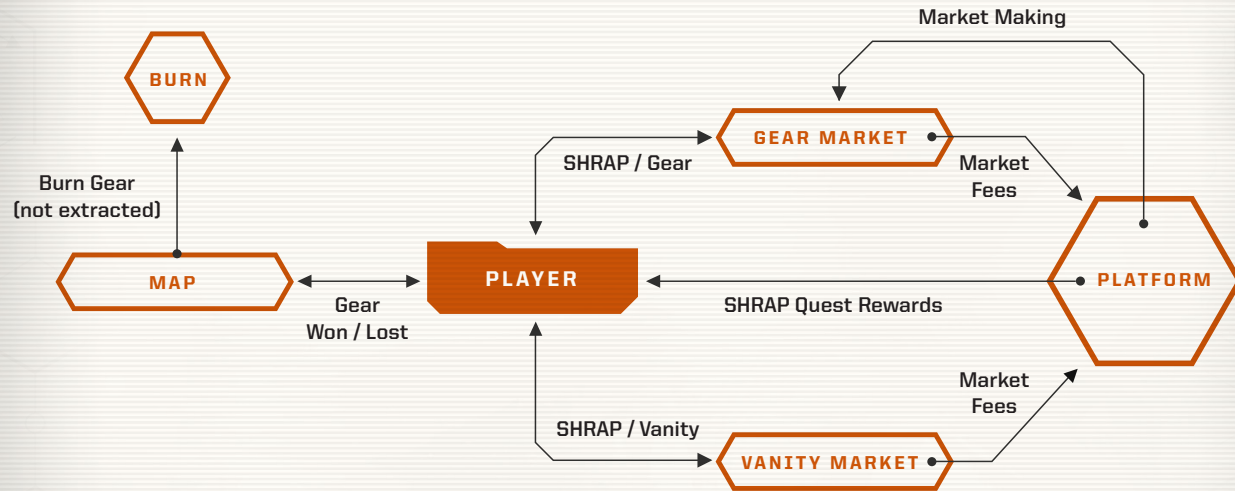 Market Making
BURN
GEAR MARKET
SHRAP / Gear
Market
Fees
Burn Gear
(not extracted)
MAP
PLAYER
PLATFORM
Gear
Won / Lost
SHRAP Quest Rewards
Market
Fees
SHRAP / Vanity
VANITY MARKET